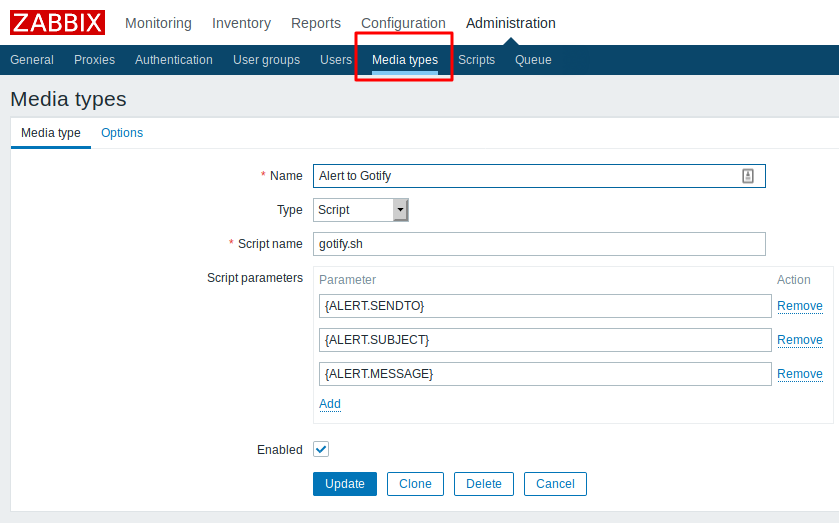 ZABBIX Monitoring Inventory Reports Configuration Administration
General Proxies Authentication User groups Users Media types Scripts Queue
Media types
Media type Options
* Name Alert to Gotify
Type Script
* Script name gotify.sh
Script parameters Parameter Action
{ALERT.SENDTO} Remove
{ALERT.SUBJECT} Remove
{ALERT.MESSAGE} Remove
Add
Enabled
Update Clone Delete Cancel